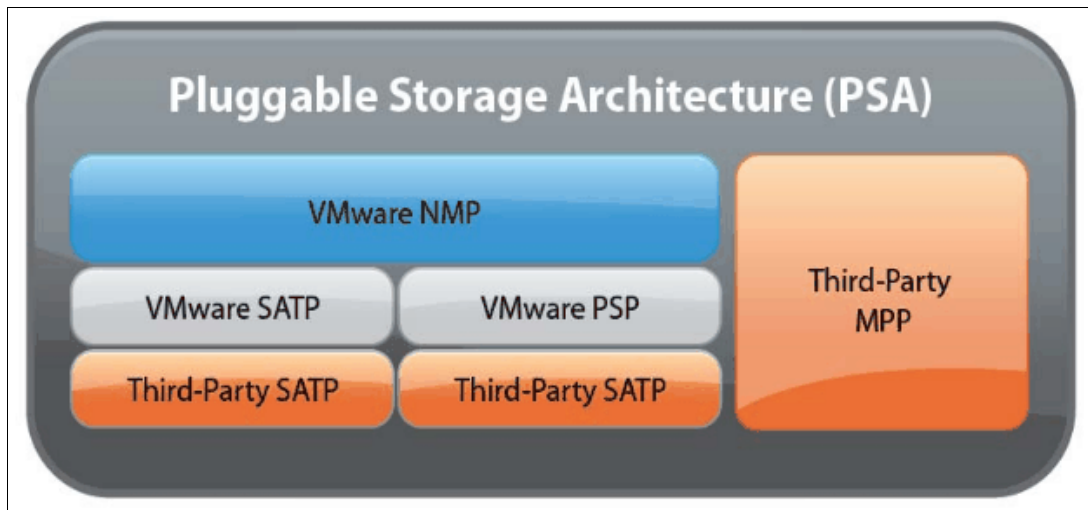 Pluggable Storage Architecture (PSA)
VMware NMP
VMware SATP
VMware PSP
Third-Party SATP
Third-Party SATP
Third-Party
MPP